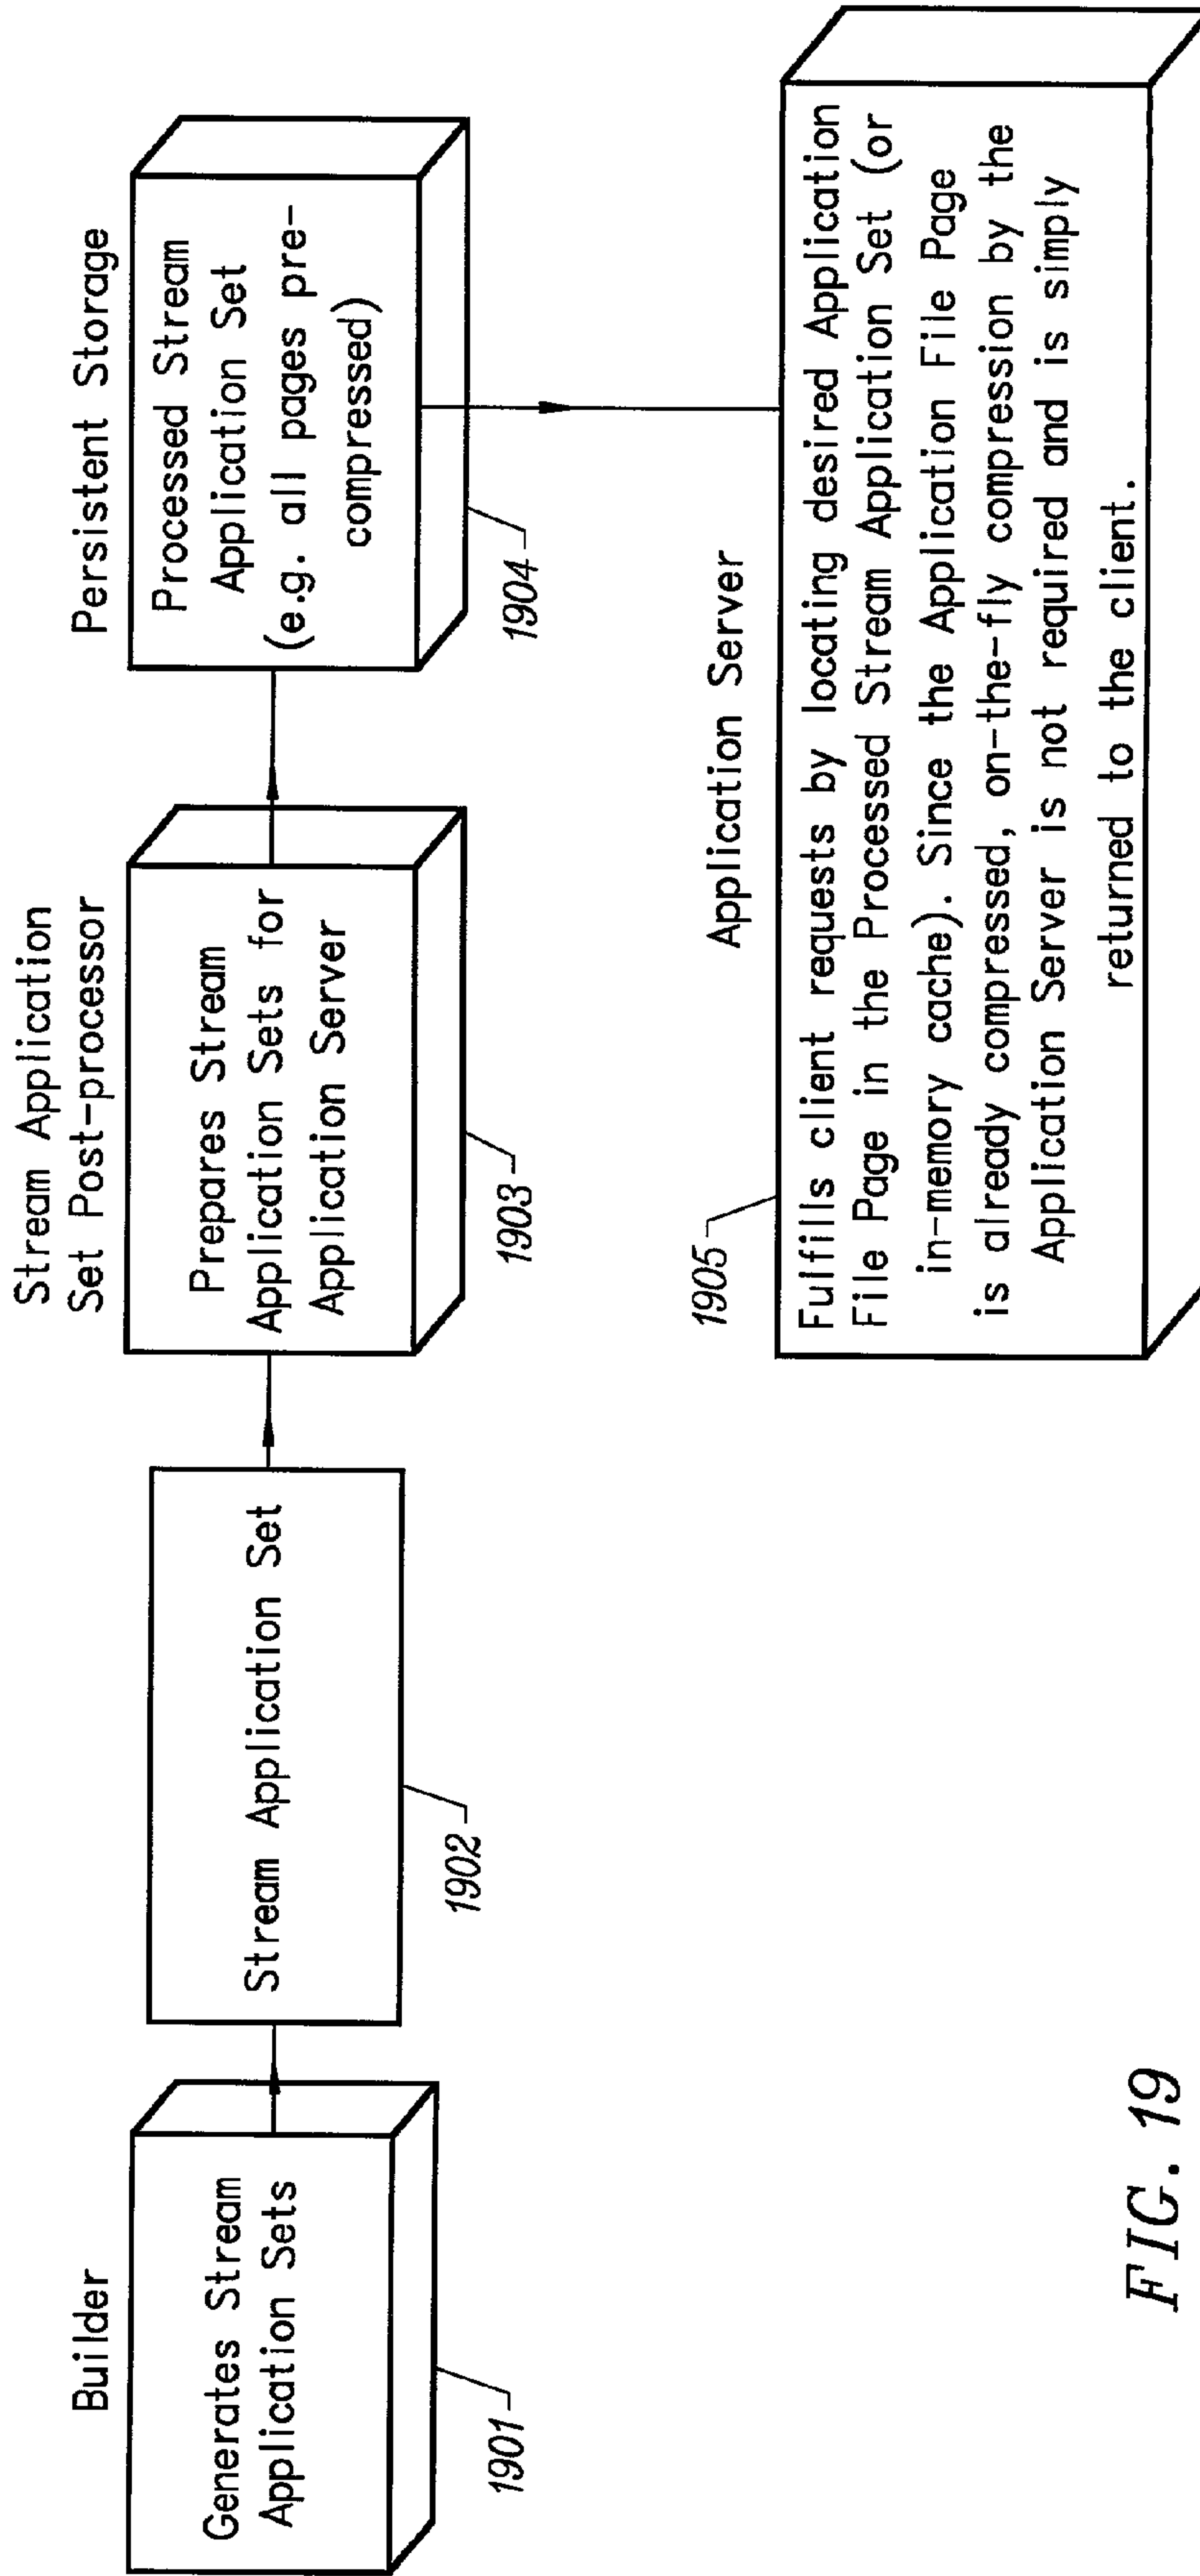 Builder
Generates Stream
Application Sets
1901
Stream Application Set
1902
Stream Application
Set Post-processor
Prepares Stream
Application Sets for
Application Server
1903
Persistent Storage
Processed Stream
Application Set
(e.g. all pages pre-
compressed)
1904
Application Server
1905
Fulfills client requests by locating desired Application
File Page in the Processed Stream Application Set (or
in-memory cache). Since the Application File Page
is already compressed, on-the-fly compression by the
Application Server is not required and is simply
returned to the client.
FIG. 19